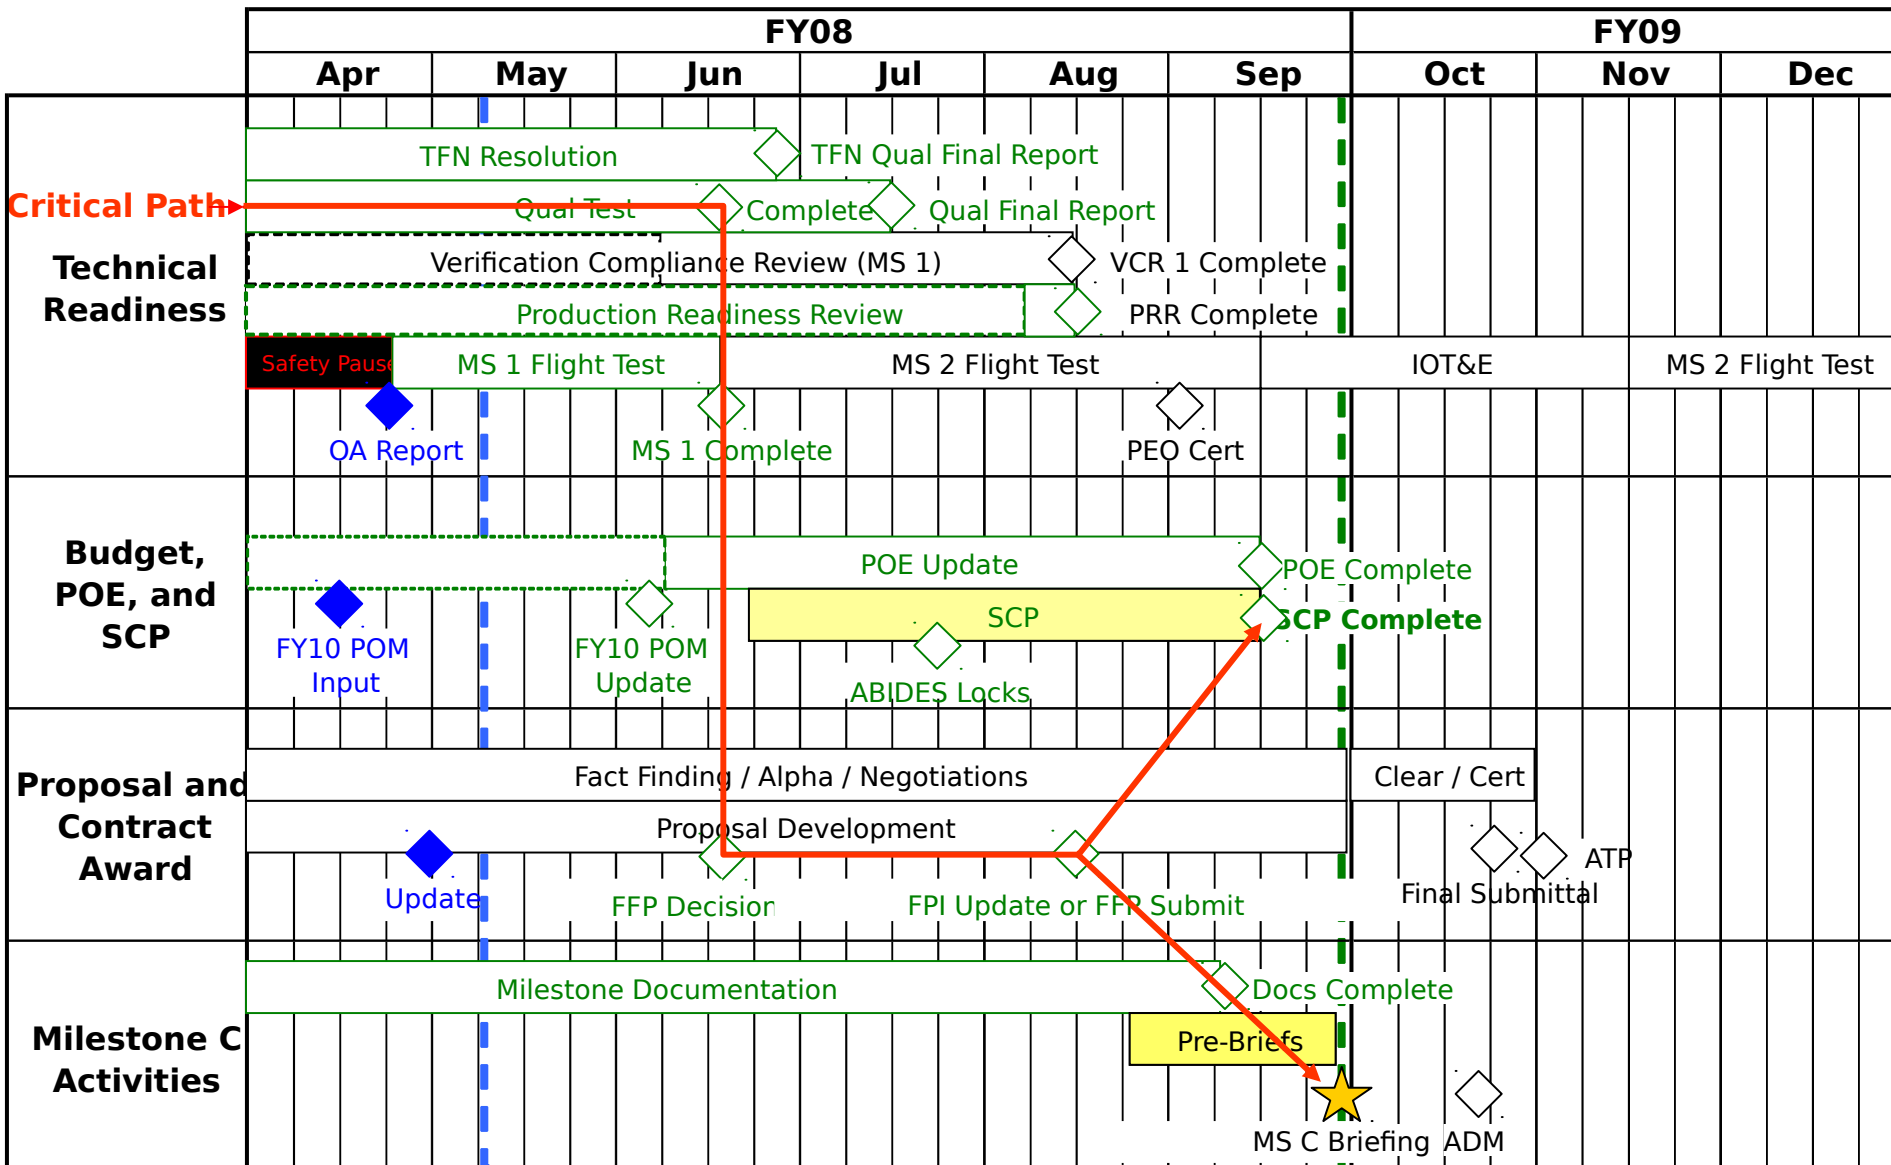 FY08 FY09
Apr May Jun Jul Aug Sep Oct Nov Dec
TFN Resolution TFN Qual Final Report
Critical Path Qual Test Complete Qual Final Report
Technical
Readiness
Verification Compliance Review (MS 1) VCR 1 Complete
Production Readiness Review PRR Complete
Safety Pause MS 1 Flight Test MS 2 Flight Test IOT&E MS 2 Flight Test
OA Report MS 1 Complete PEO Cert
Budget,
POE, and
SCP
POE Update POE Complete
SCP SCP Complete
FY10 POM
Input
FY10 POM
Update
ABIDES Locks
Proposal and
Contract
Award
Fact Finding / Alpha / Negotiations Clear / Cert
Proposal Development
Update FFP Decision FPI Update or FFP Submit Final Submittal ATP
Milestone C
Activities
Milestone Documentation Docs Complete
Pre-Briefs
MS C Briefing ADM